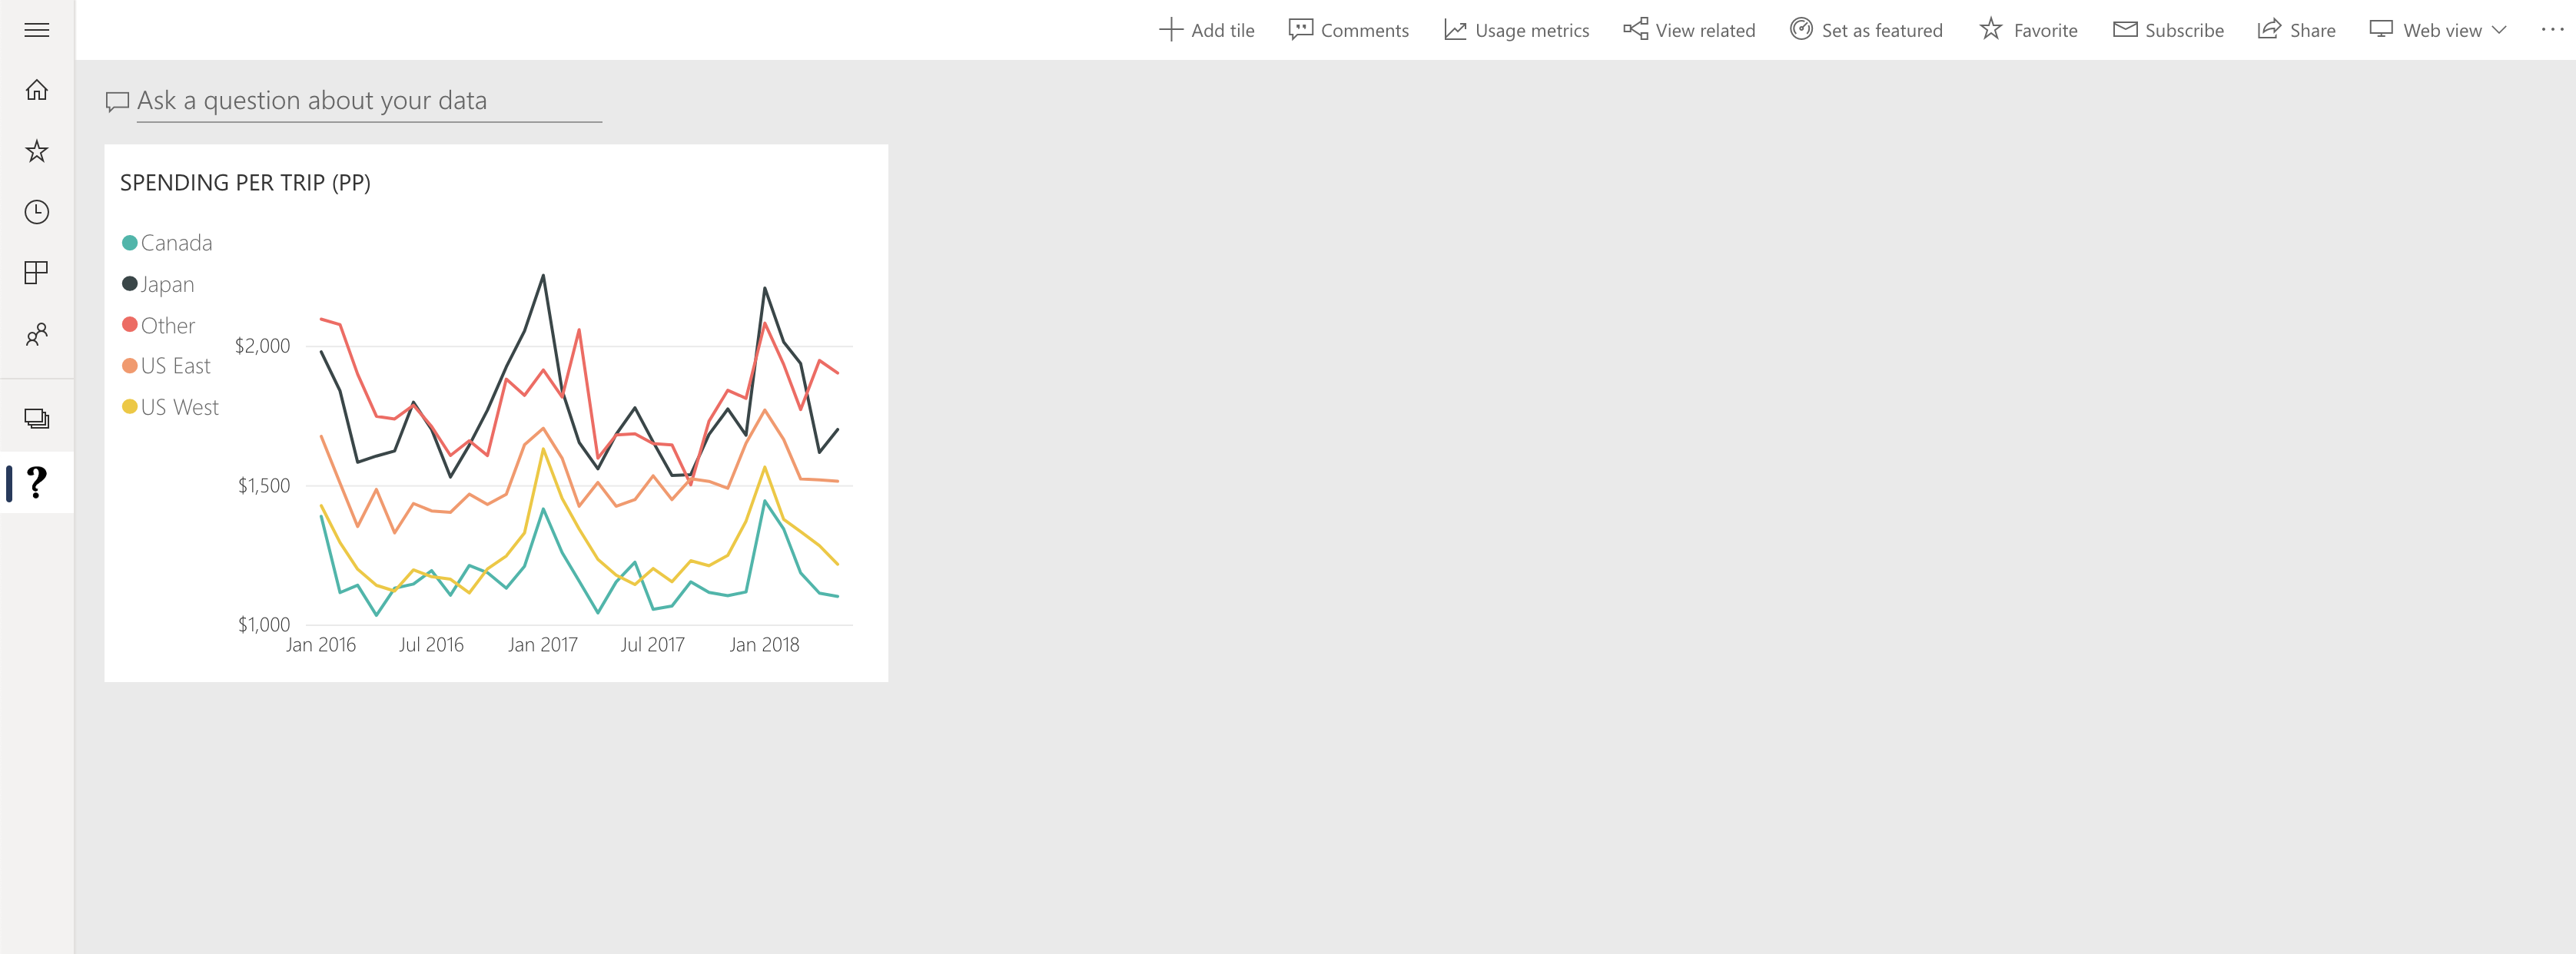 Add tile Comments Usage metrics View related Set as featured Favorite Subscribe Share Web view ...
Ask a question about your data
SPENDING PER TRIP (PP)
Canada
Japan
Other
US East
US West
$2,000
$1,500
$1,000
Jan 2016 Jul 2016 Jan 2017 Jul 2017 Jan 2018
?